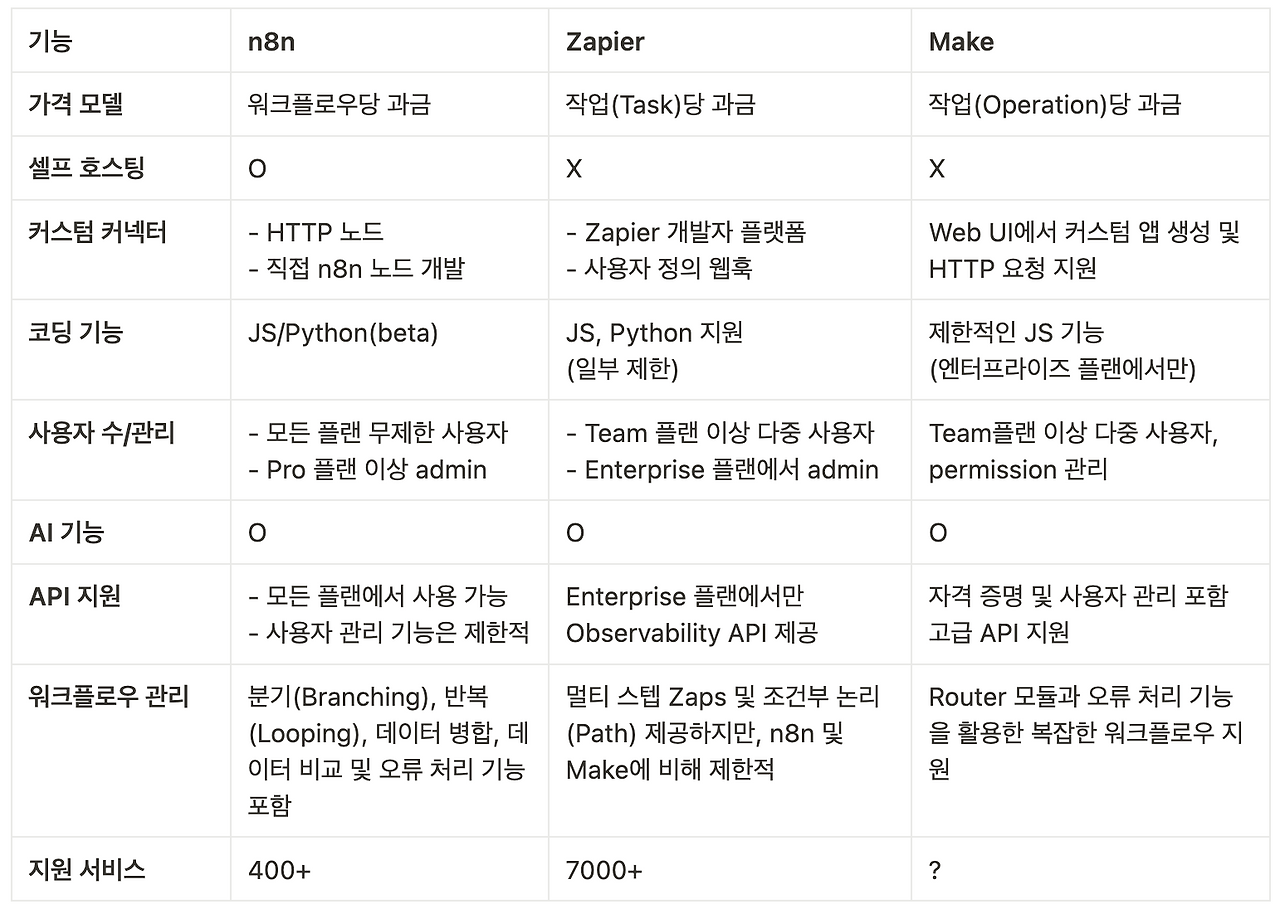 기능 n8n Zapier Make
가격 모델 워크플로우당 과금 작업(Task)당 과금 작업(Operation)당 과금
셀프 호스팅 O X X
커스텀 커넥터 - HTTP 노드 - Zapier 개발자 플랫폼 Web UI에서 커스텀 앱 생성 및
- 직접 n8n 노드 개발 - 사용자 정의 웹훅 HTTP 요청 지원
코딩 기능 JS/Python(beta) JS, Python 지원 제한적인 JS 기능
(일부 제한) (엔터프라이즈 플랜에서만)
사용자 수/관리 - 모든 플랜 무제한 사용자 - Team 플랜 이상 다중 사용자 Team플랜 이상 다중 사용자,
- Pro 플랜 이상 admin - Enterprise 플랜에서 admin permission 관리
AI 기능 O O O
API 지원 - 모든 플랜에서 사용 가능 Enterprise 플랜에서만 자격 증명 및 사용자 관리 포함
- 사용자 관리 기능은 제한적 Observability API 제공 고급 API 지원
워크플로우 관리 분기(Branching), 반복 멀티 스텝 Zaps 및 조건부 논리 Router 모듈과 오류 처리 기능
(Looping), 데이터 병합, 데 (Path) 제공하지만, n8n 및 을 활용한 복잡한 워크플로우 지
이터 비교 및 오류 처리 기능 Make에 비해 제한적 원
포함
지원 서비스 400+ 7000+ ?